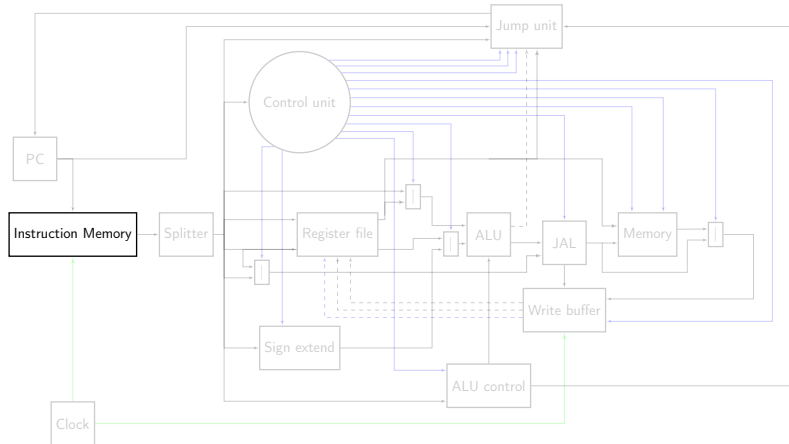 Jump unit
Control unit
PC
Instruction Memory
Splitter
Register file
ALU
JAL
Memory
Write buffer
Sign extend
ALU control
Clock